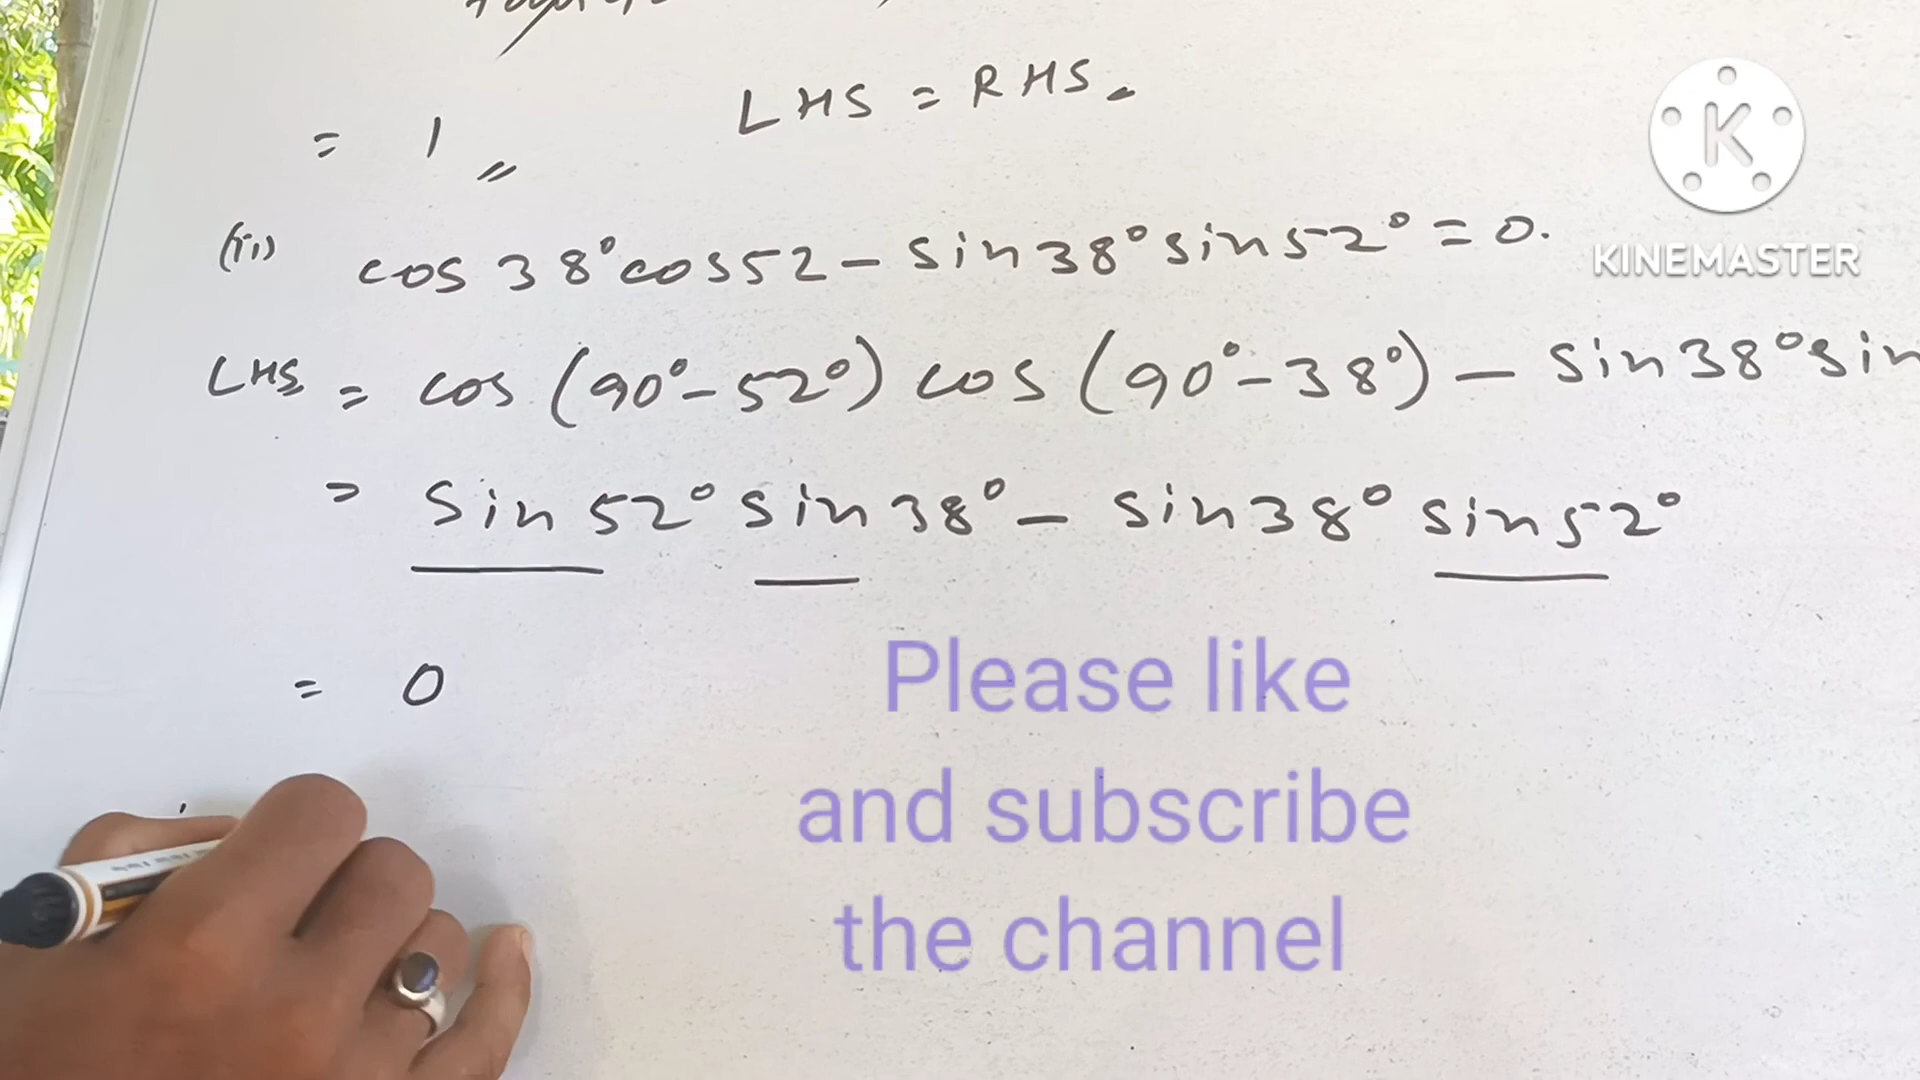 LHS = RHS.
= 1 〃
(ii) cos 38° cos 52 - sin 38° sin 52° = 0.
LHS = cos (90° - 52°) cos (90° - 38°) - sin 38° sin
= sin 52° sin 38° - sin 38° sin 52°
= 0
K
KINEMASTER
Please like
and subscribe
the channel